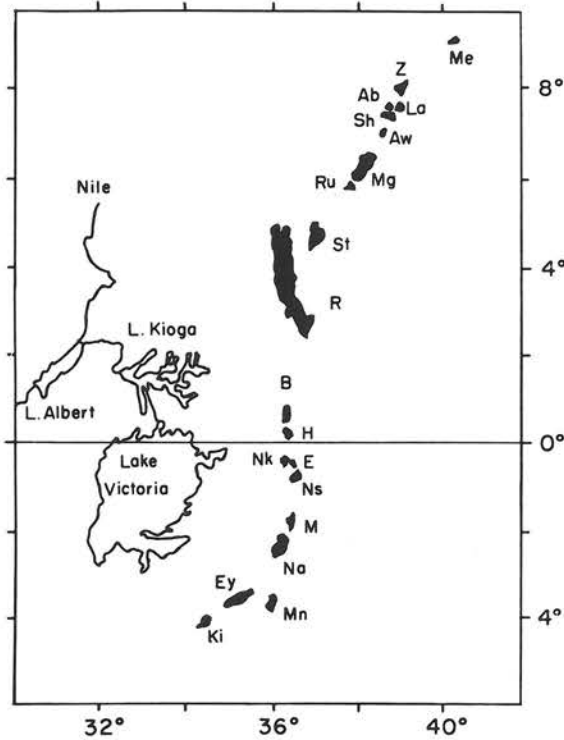 Me
Z
8°
Ab
La
Sh
Aw
Ru
Mg
Nile
St
4°
R
L. Kioga
B
L. Albert
H
0°
Nk
E
Lake
Victoria
Ns
M
Na
Ey
Mn
4°
Ki
32°
36°
40°